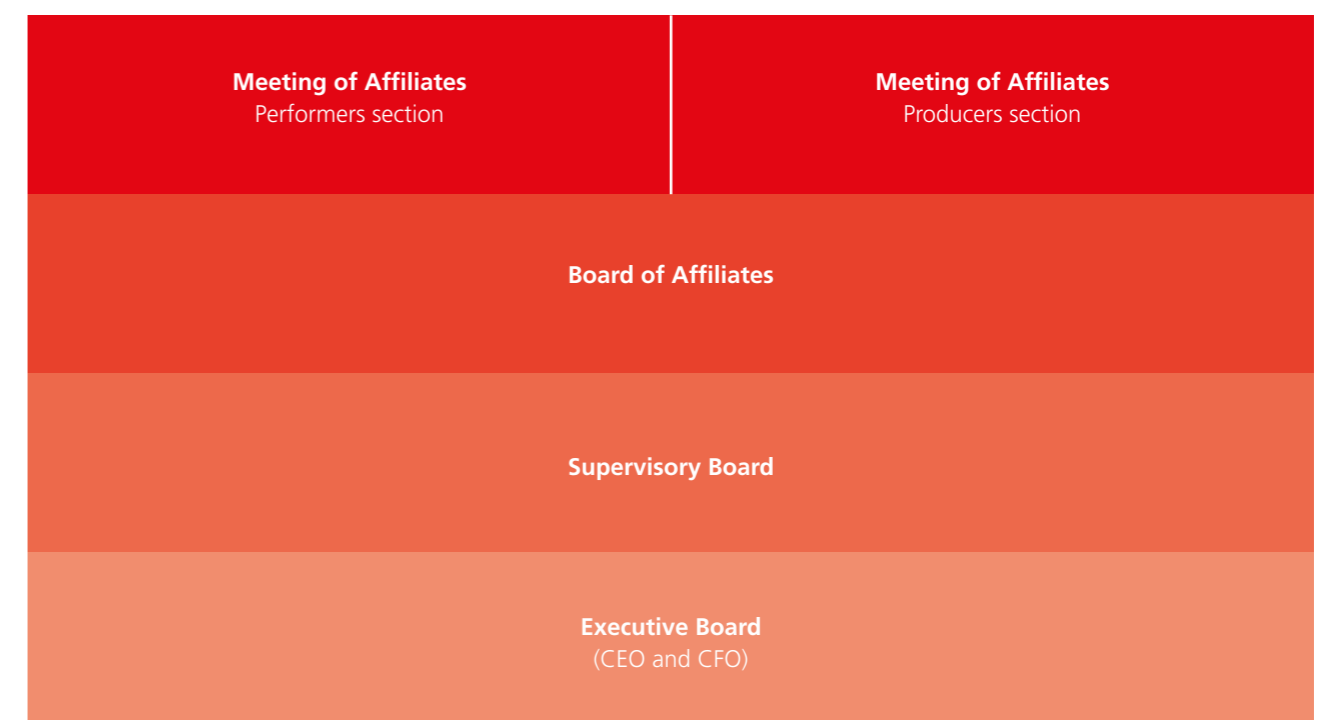 Meeting of Affiliates
Performers section
Meeting of Affiliates
Producers section
Board of Affiliates
Supervisory Board
Executive Board
(CEO and CFO)